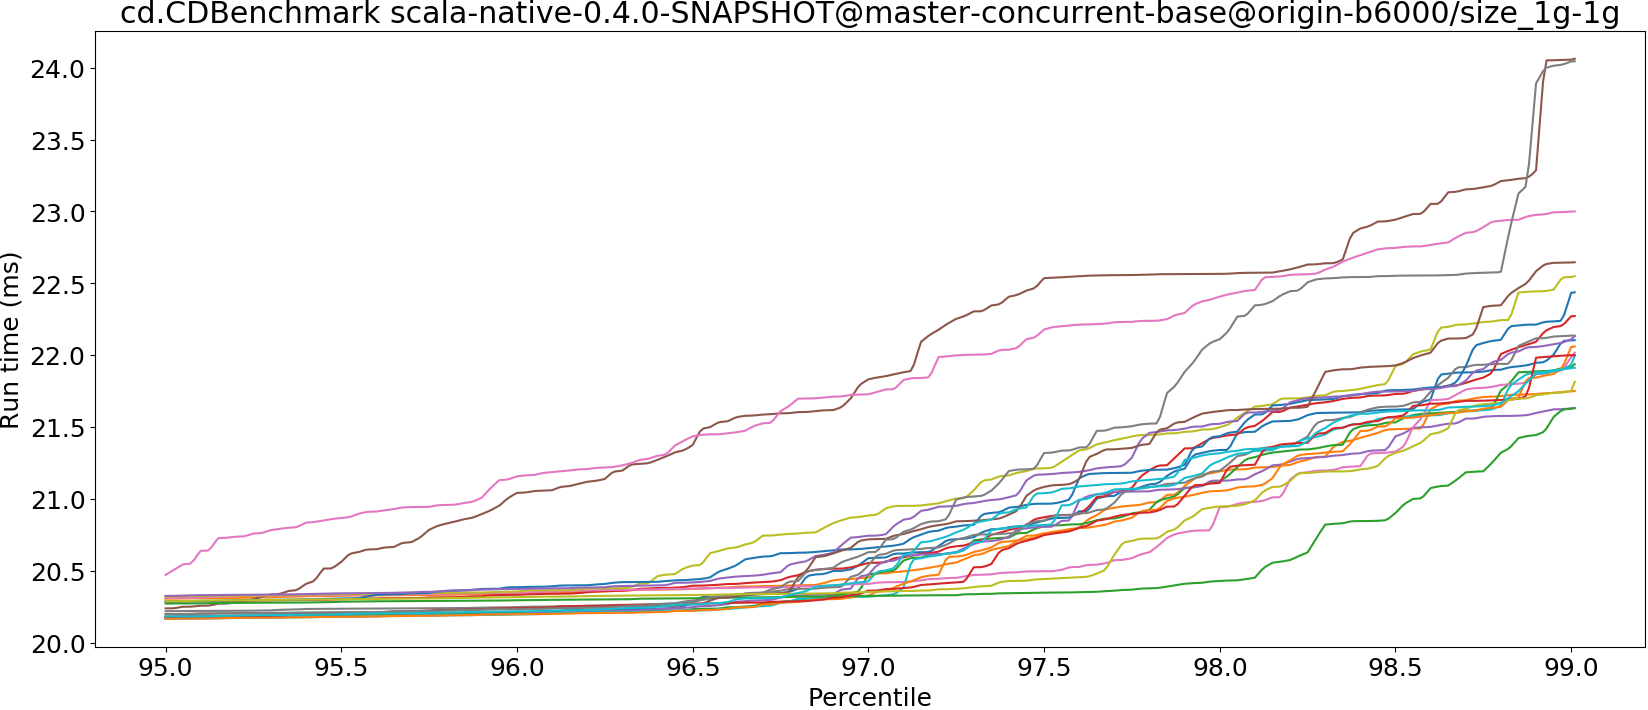 cd.CDBenchmark scala-native-0.4.0-SNAPSHOT@master-concurrent-base@origin-b6000/size_1g-1g
24.0
23.5
23.0
22.5
22.0
21.5
21.0
20.5
20.0
Run time (ms)
95.0 95.5 96.0 96.5 97.0 97.5 98.0 98.5 99.0
Percentile